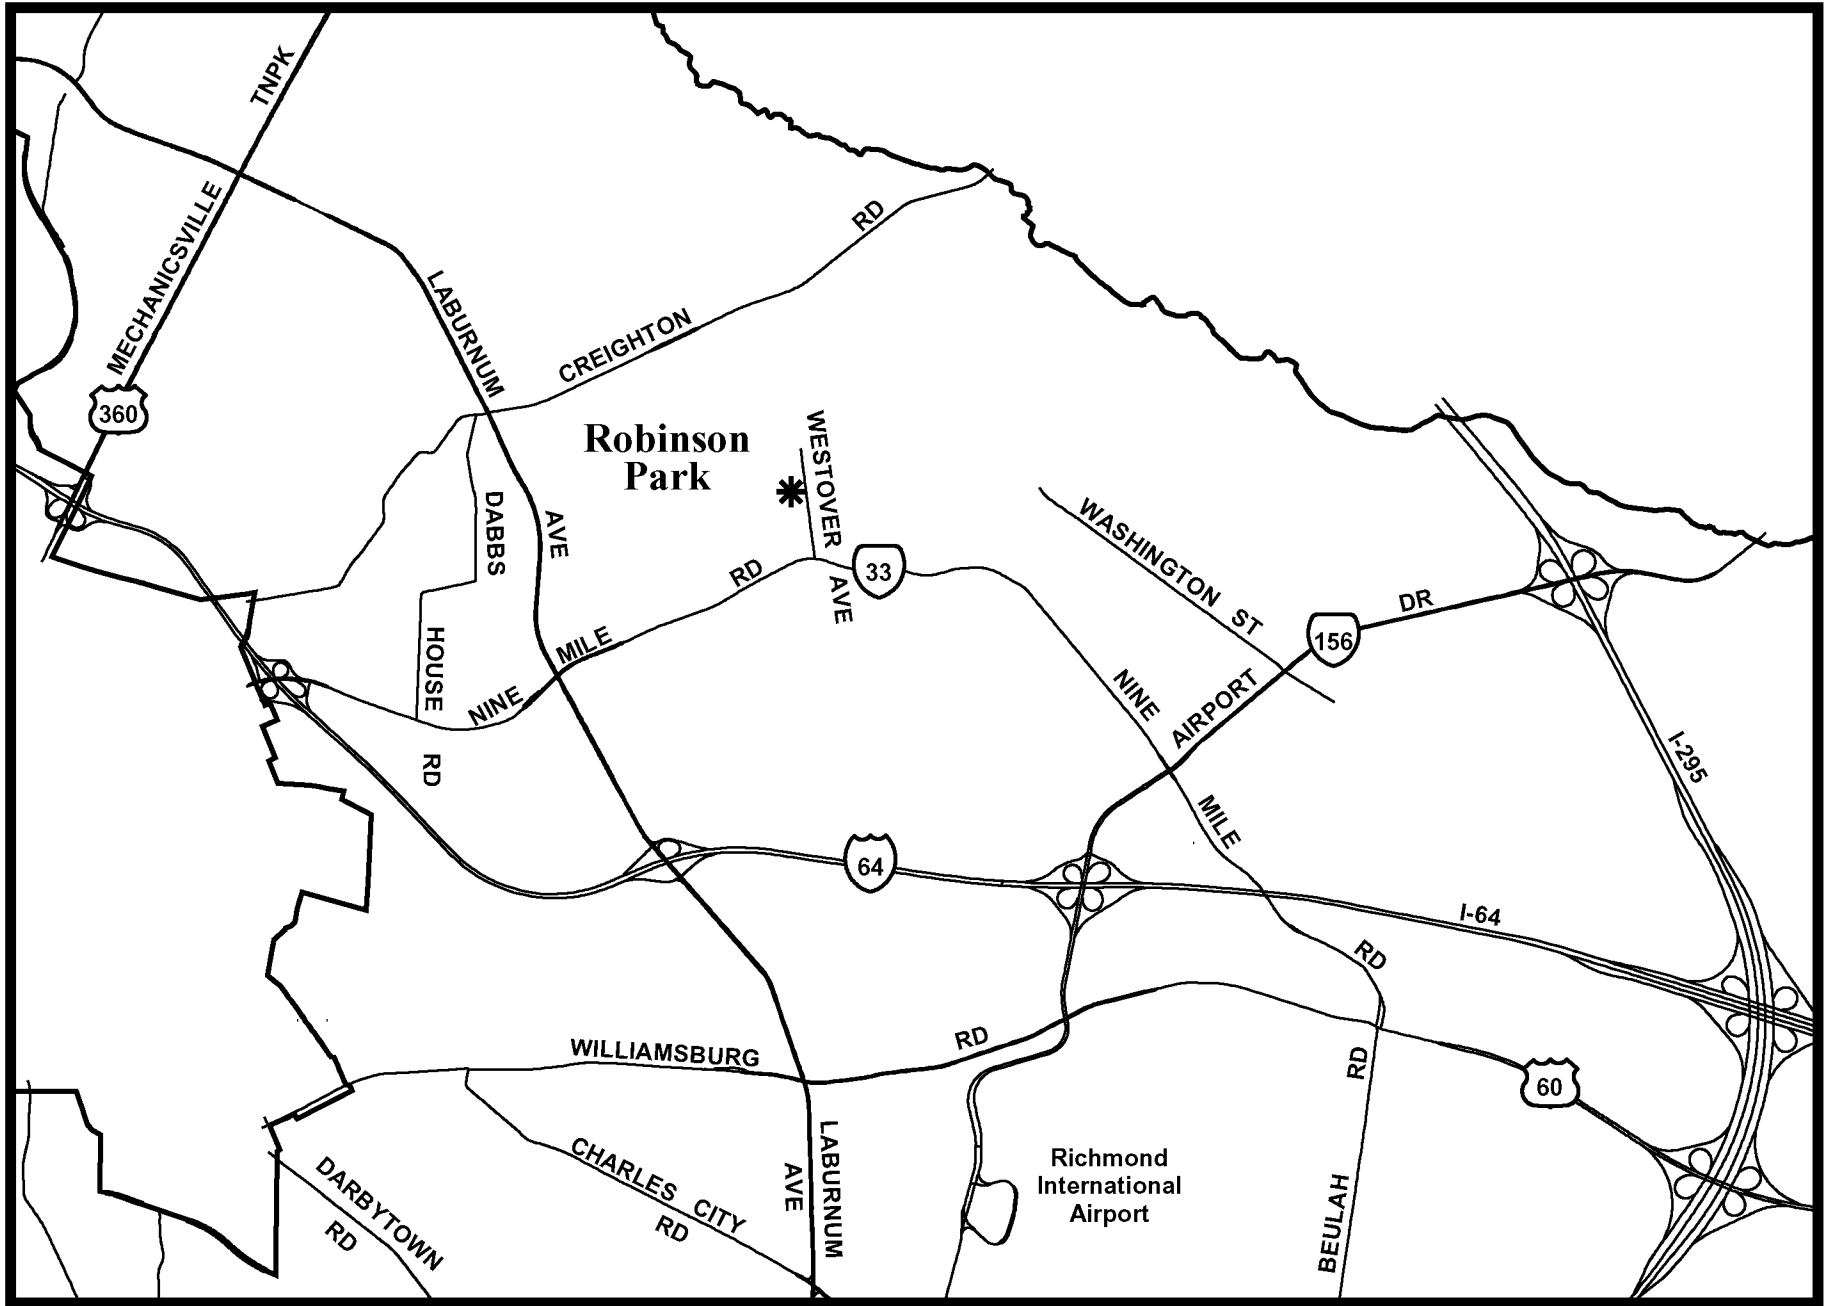 TNPK
MECHANICSVILLE
360
LABURNUM
AVE
CREIGHTON
RD
Robinson
Park
WESTOVER
AVE
DABBS
HOUSE
RD
NINE
MILE
RD
33
WASHINGTON ST
NINE
MILE
RD
AIRPORT
156
DR
I-295
64
I-64
WILLIAMSBURG
RD
60
CHARLES CITY
RD
DARBYTOWN
RD
LABURNUM
AVE
Richmond
International
Airport
BEULAH
RD